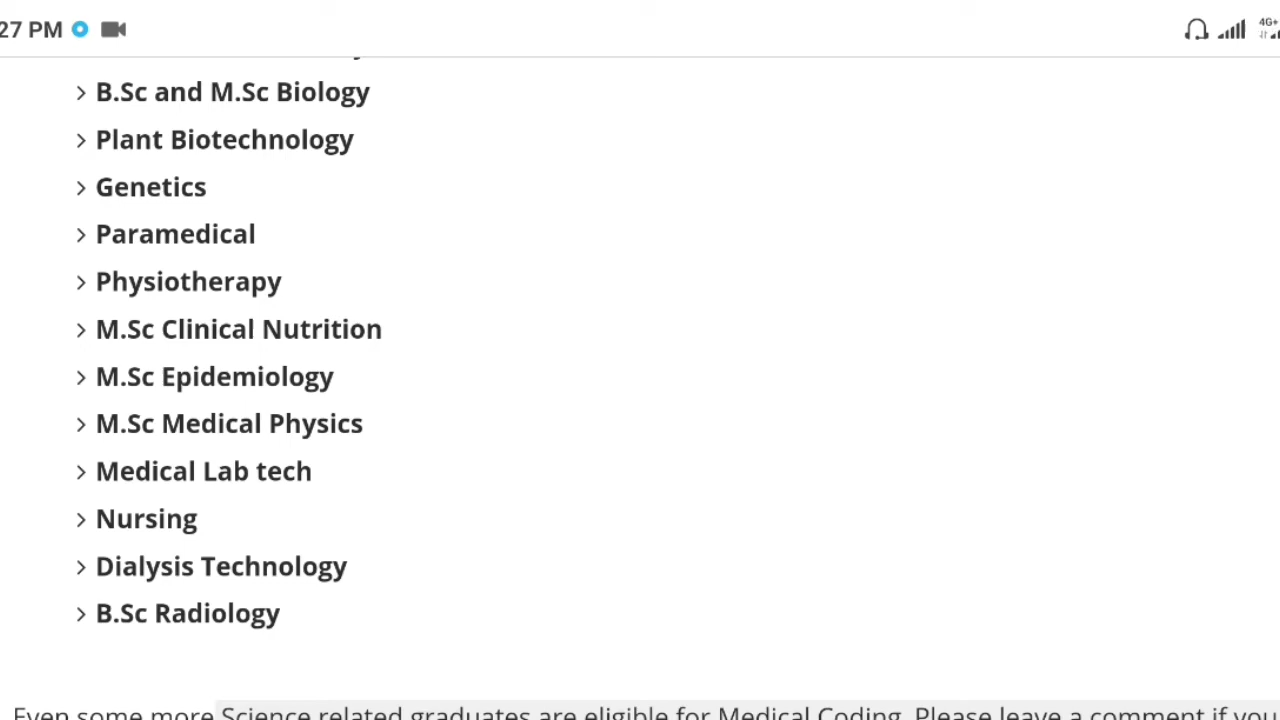 27 PM
4G+
> B.Sc and M.Sc Biology
> Plant Biotechnology
> Genetics
> Paramedical
> Physiotherapy
> M.Sc Clinical Nutrition
> M.Sc Epidemiology
> M.Sc Medical Physics
> Medical Lab tech
> Nursing
> Dialysis Technology
> B.Sc Radiology
Even some more Science related graduates are eligible for Medical Coding. Please leave a comment if you